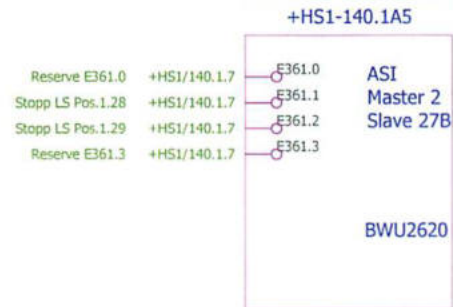 +HS1-140.1A5
Reserve E361.0 +HS1/140.1.7 E361.0 ASI
Stopp LS Pos.1.28 +HS1/140.1.7 E361.1 Master 2
Stopp LS Pos.1.29 +HS1/140.1.7 E361.2 Slave 27B
Reserve E361.3 +HS1/140.1.7 E361.3
BWU2620